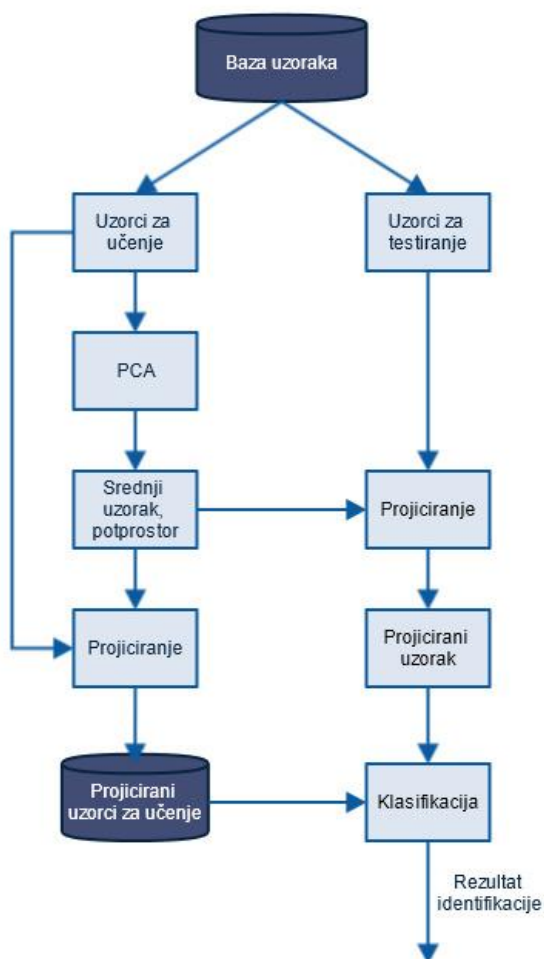 Baza uzoraka
Uzorci za
učenje
Uzorci za
testiranje
PCA
Srednji
uzorak,
potprostor
Projiciranje
Projiciranje
Projicirani
uzorak
Projicirani
uzorci za učenje
Klasifikacija
Rezultat
identifikacije